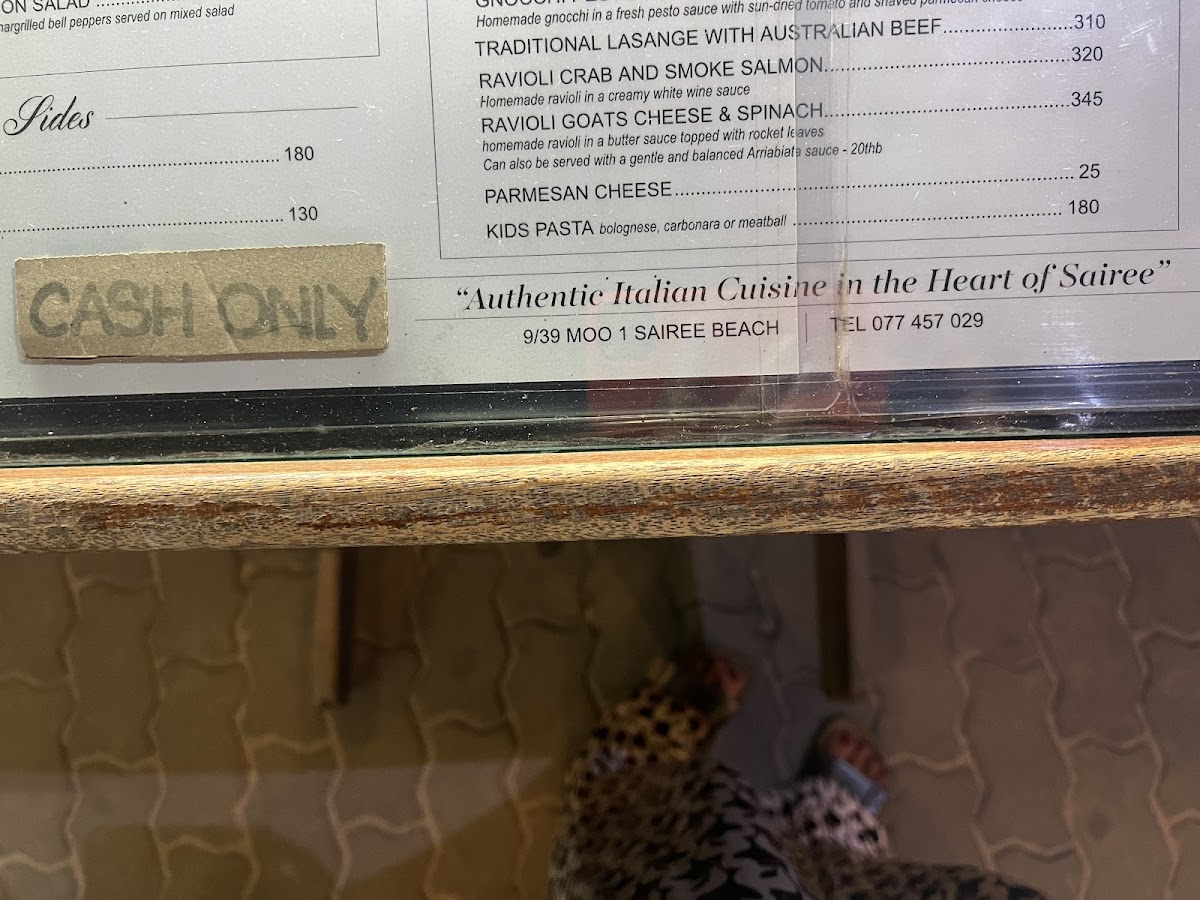 ON SALAD
hargrilled bell peppers served on mixed salad
Sides
180
130
CASH ONLY
Homemade gnocchi in a fresh pesto sauce with sun-dried tomato and shaved parmesan cheese
TRADITIONAL LASANGE WITH AUSTRALIAN BEEF 310
RAVIOLI CRAB AND SMOKE SALMON 320
Homemade ravioli in a creamy white wine sauce
RAVIOLI GOATS CHEESE & SPINACH 345
homemade ravioli in a butter sauce topped with rocket leaves
Can also be served with a gentle and balanced Arriabiata sauce - 20thb
PARMESAN CHEESE 25
KIDS PASTA bolognese, carbonara or meatball 180
“Authentic Italian Cuisine in the Heart of Sairee”
9/39 MOO 1 SAIREE BEACH | TEL 077 457 029